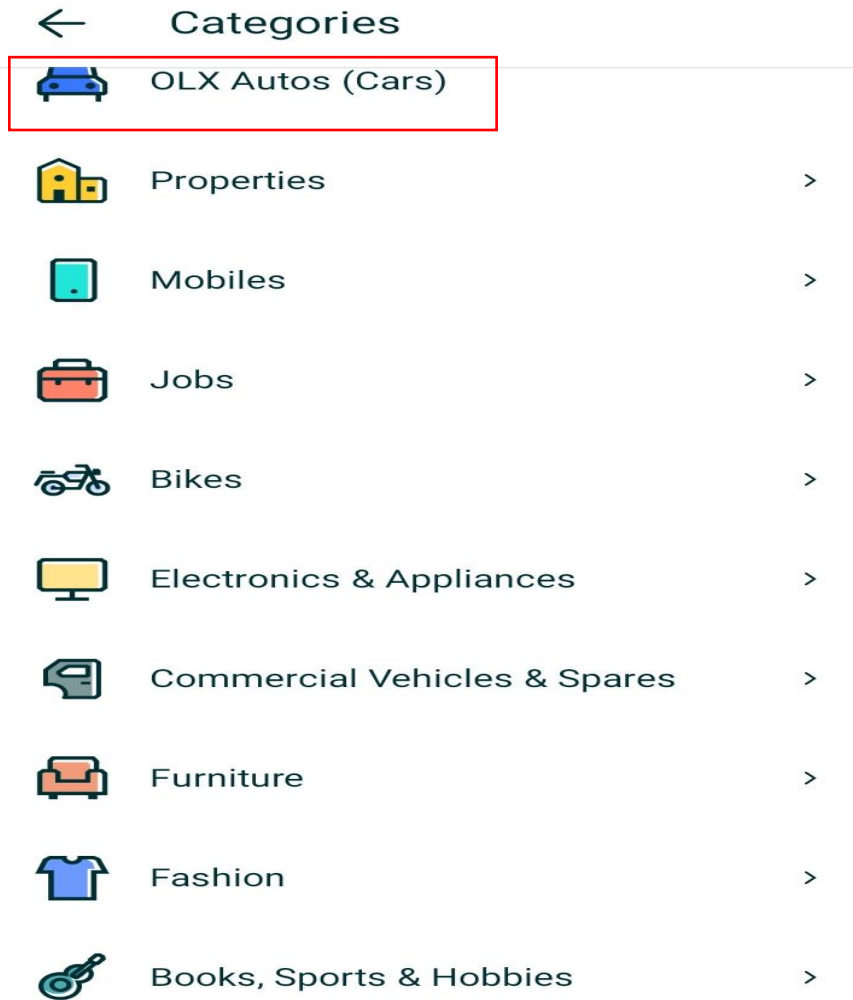 Categories
OLX Autos (Cars)
Properties
Mobiles
Jobs
Bikes
Electronics & Appliances
Commercial Vehicles & Spares
Furniture
Fashion
Books, Sports & Hobbies